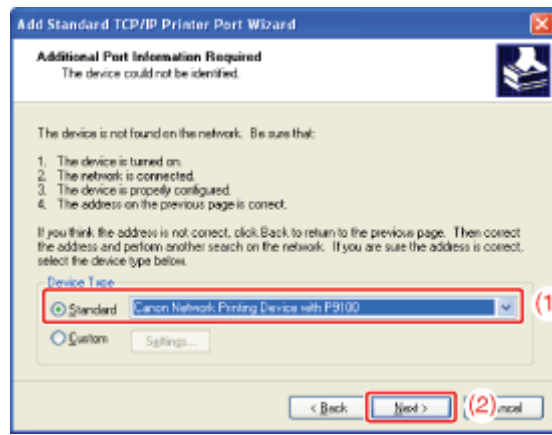 Add Standard TCP/IP Printer Port Wizard
Additional Port Information Required
The device could not be identified.
The device is not found on the network. Be sure that:
1. The device is turned on.
2. The network is connected.
3. The device is properly configured.
4. The address on the previous page is correct.
If you think the address is not correct, click Back to return to the previous page. Then correct
the address and perform another search on the network. If you are sure the address is correct,
select the device type below.
Device Type
Standard Canon Network Printing Device with P9100 (1
Custom Settings...
< Back Next > (2) ncel